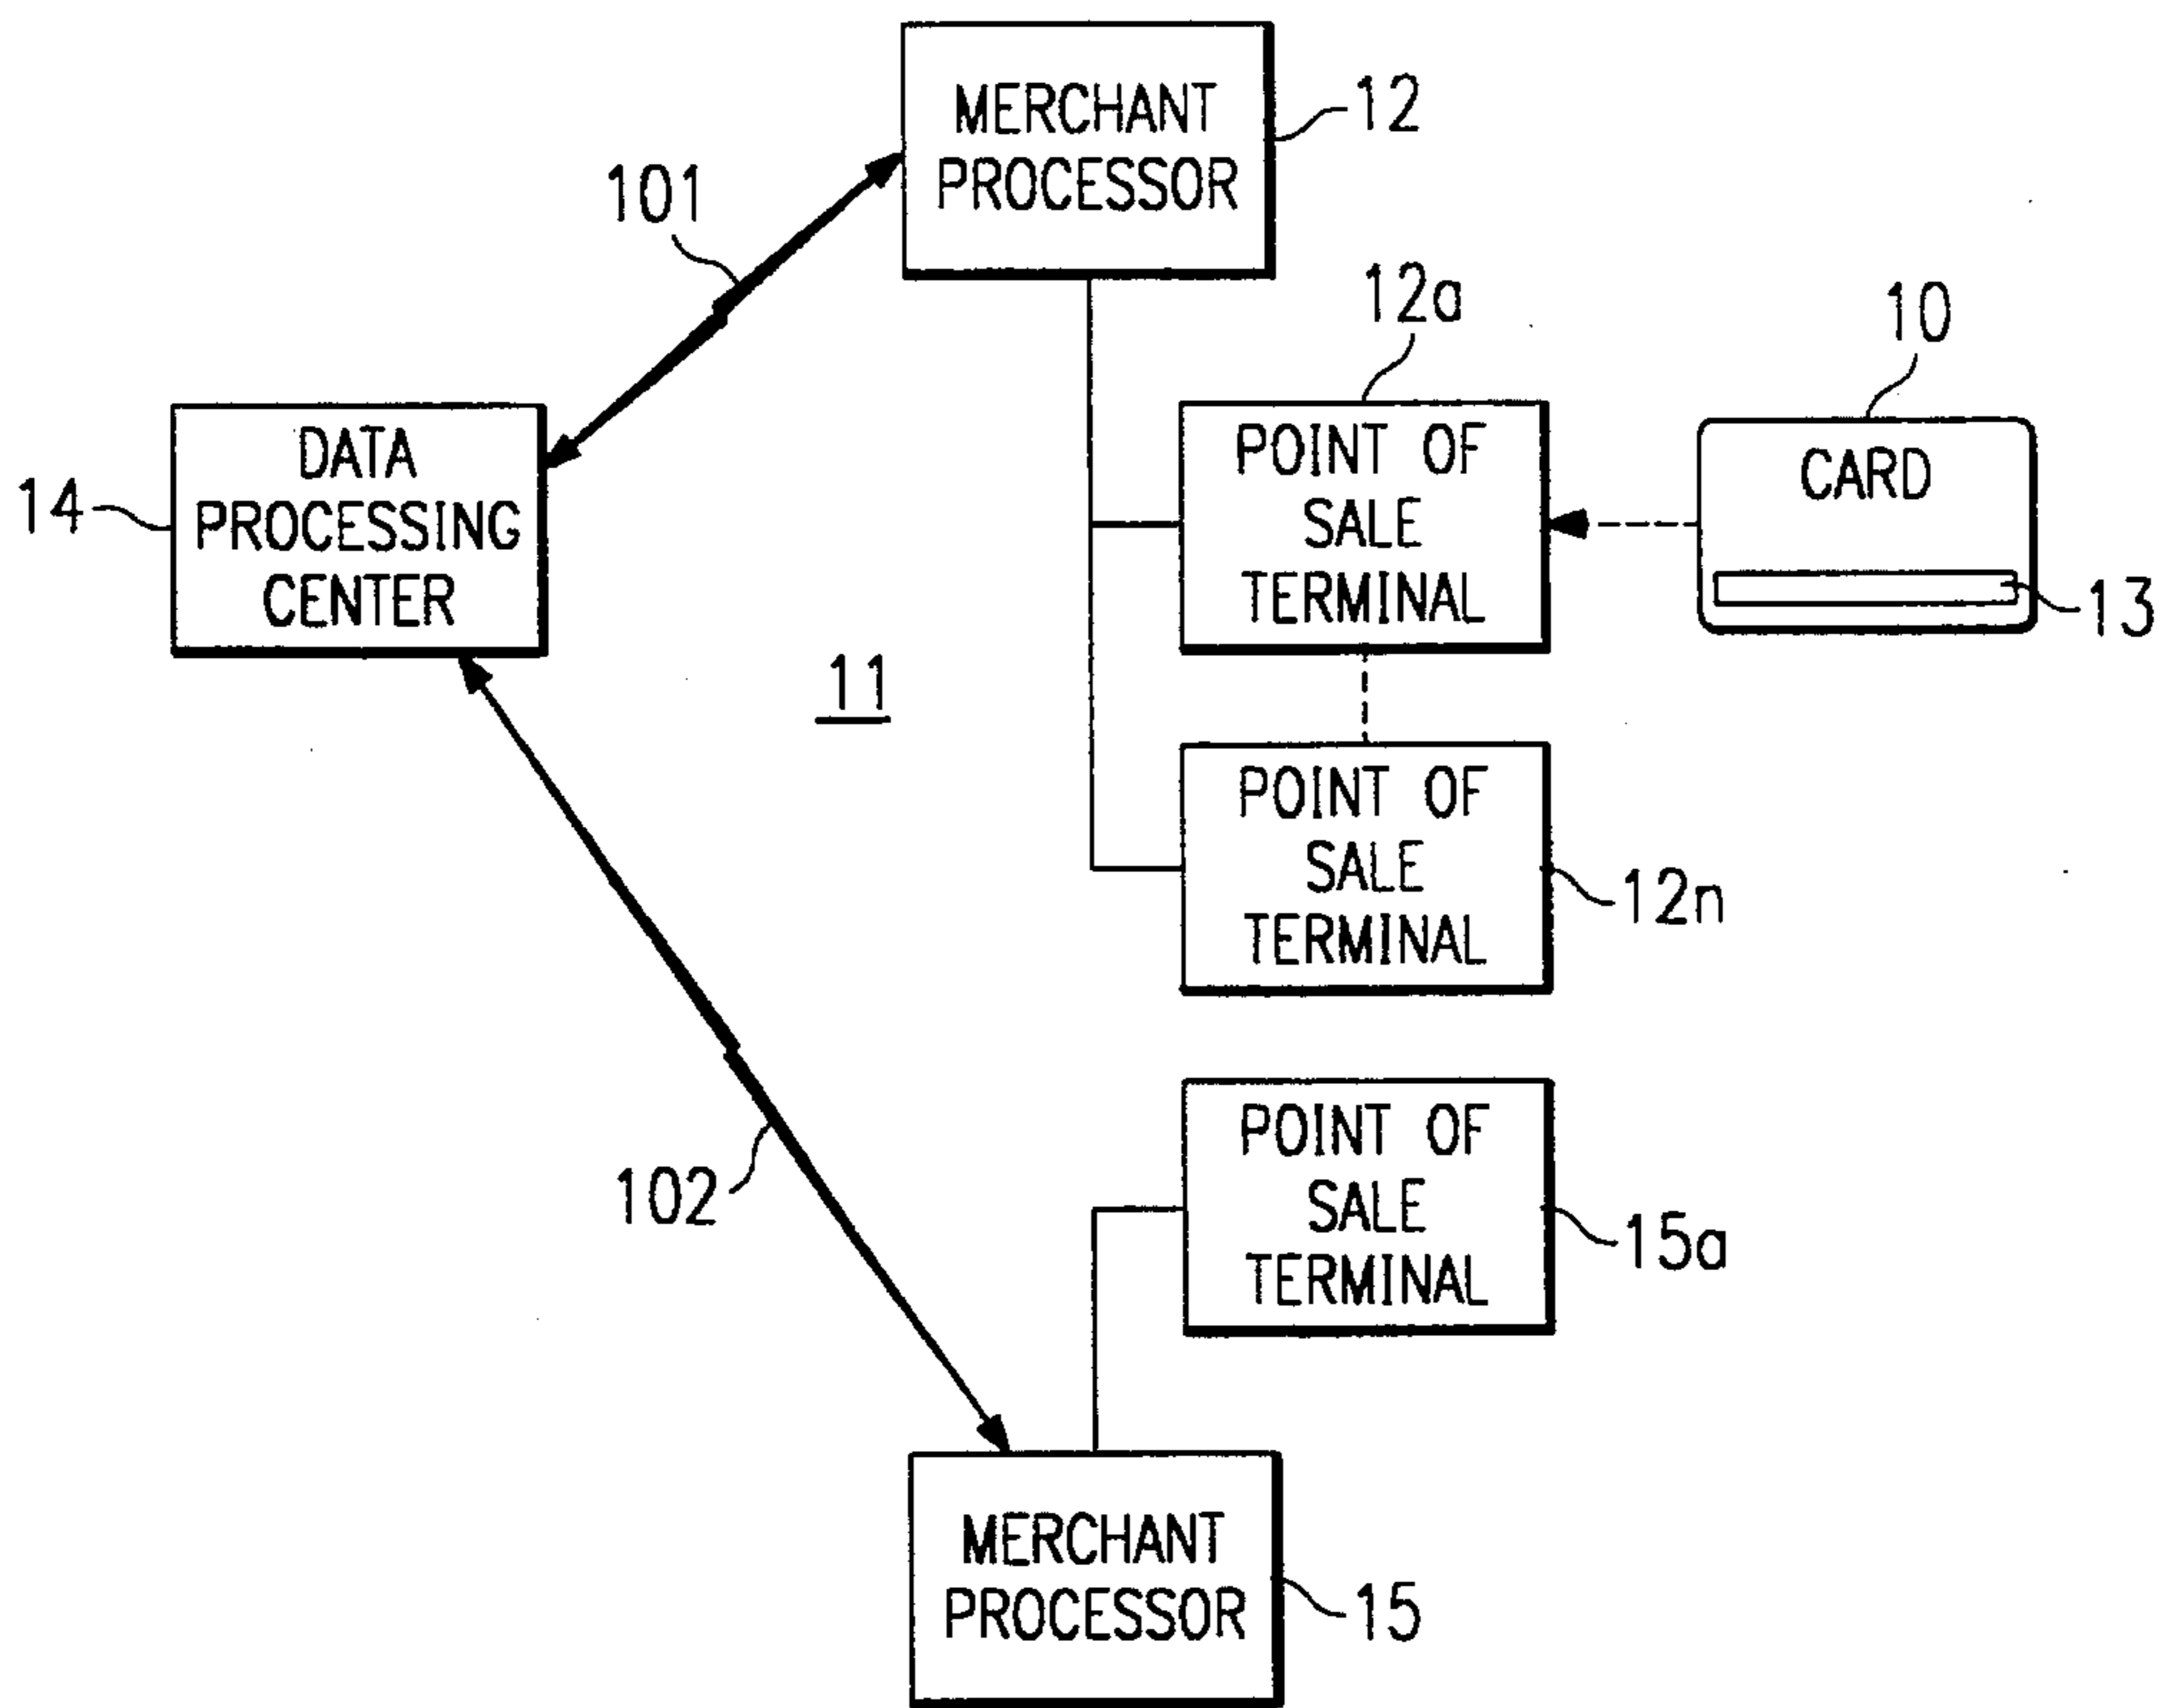 MERCHANT
PROCESSOR
12
101
12a
10
POINT OF
SALE
TERMINAL
CARD
13
DATA
PROCESSING
CENTER
14
11
POINT OF
SALE
TERMINAL
12n
POINT OF
SALE
TERMINAL
15a
102
MERCHANT
PROCESSOR
15